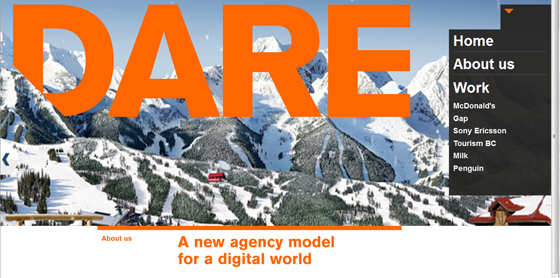 DARE
Home
About us
Work
McDonald's
Gap
Sony Ericsson
Tourism BC
Milk
Penguin
About us
A new agency model
for a digital world